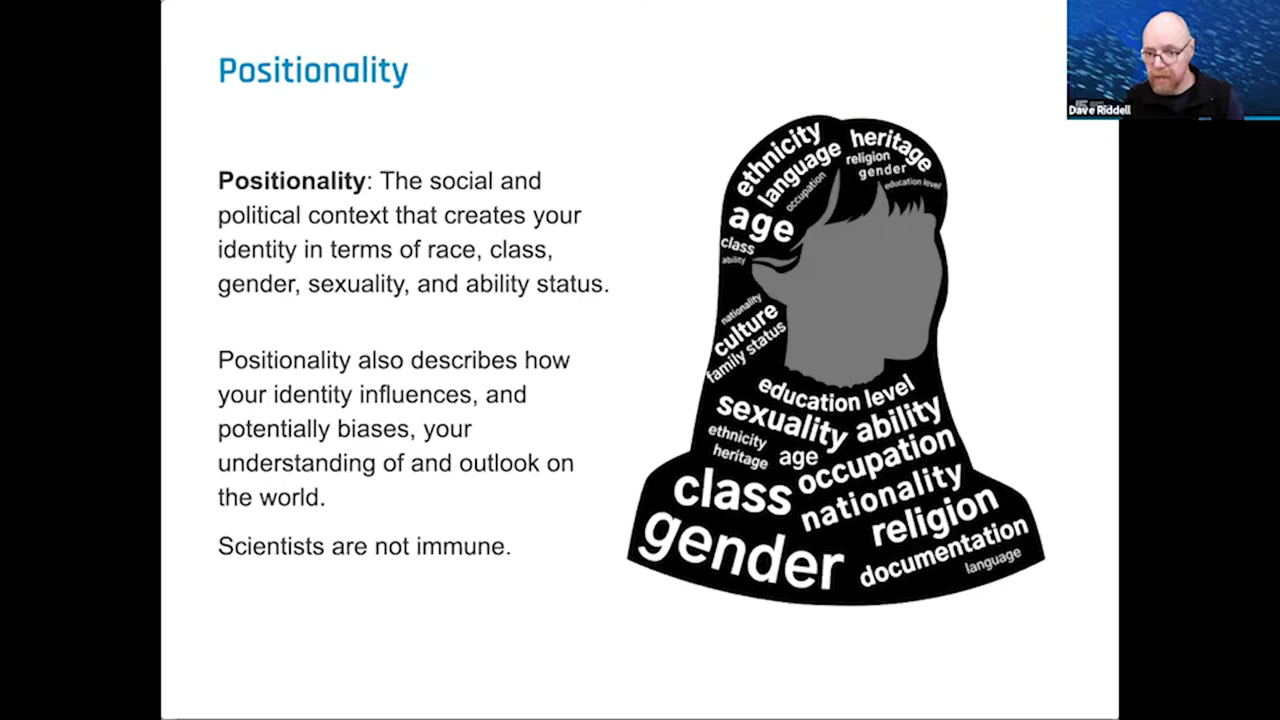 Positionality
Dave Riddell
Positionality: The social and
political context that creates your
identity in terms of race, class,
gender, sexuality, and ability status.
Positionality also describes how
your identity influences, and
potentially biases, your
understanding of and outlook on
the world.
Scientists are not immune.
ethnicity
language
occupation
heritage
religion
gender
education level
age
class
ability
nationality
culture
family status
education level
sexuality
ability
ethnicity
heritage
age
occupation
class
nationality
gender
religion
documentation
language